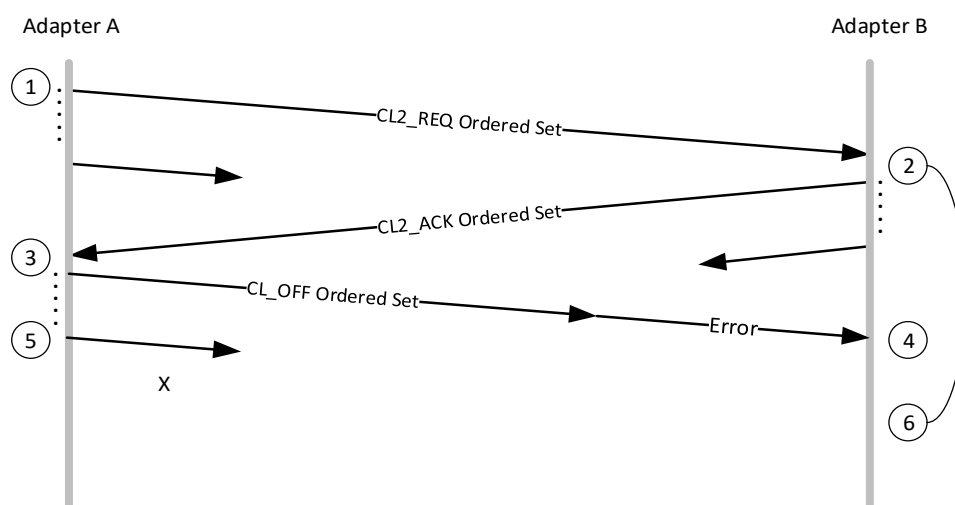 Adapter A
Adapter B
1
CL2_REQ Ordered Set
2
CL2_ACK Ordered Set
3
CL_OFF Ordered Set
Error
5
4
X
6